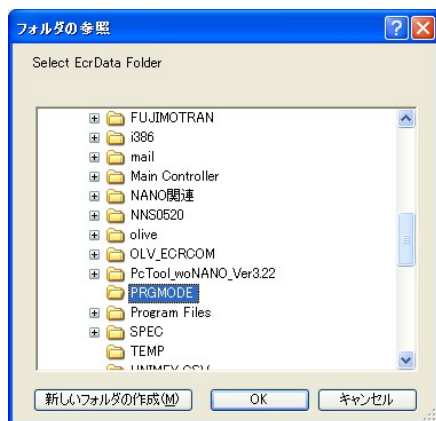 フォルダの参照
Select EcrData Folder
FUJIMOTRAN
i386
mail
Main Controller
NANO関連
NNS0520
olive
OLV_ECRCOM
PcTool_woNANO_Ver3.22
PRGMODE
Program Files
SPEC
TEMP
新しいフォルダの作成(M)
OK
キャンセル